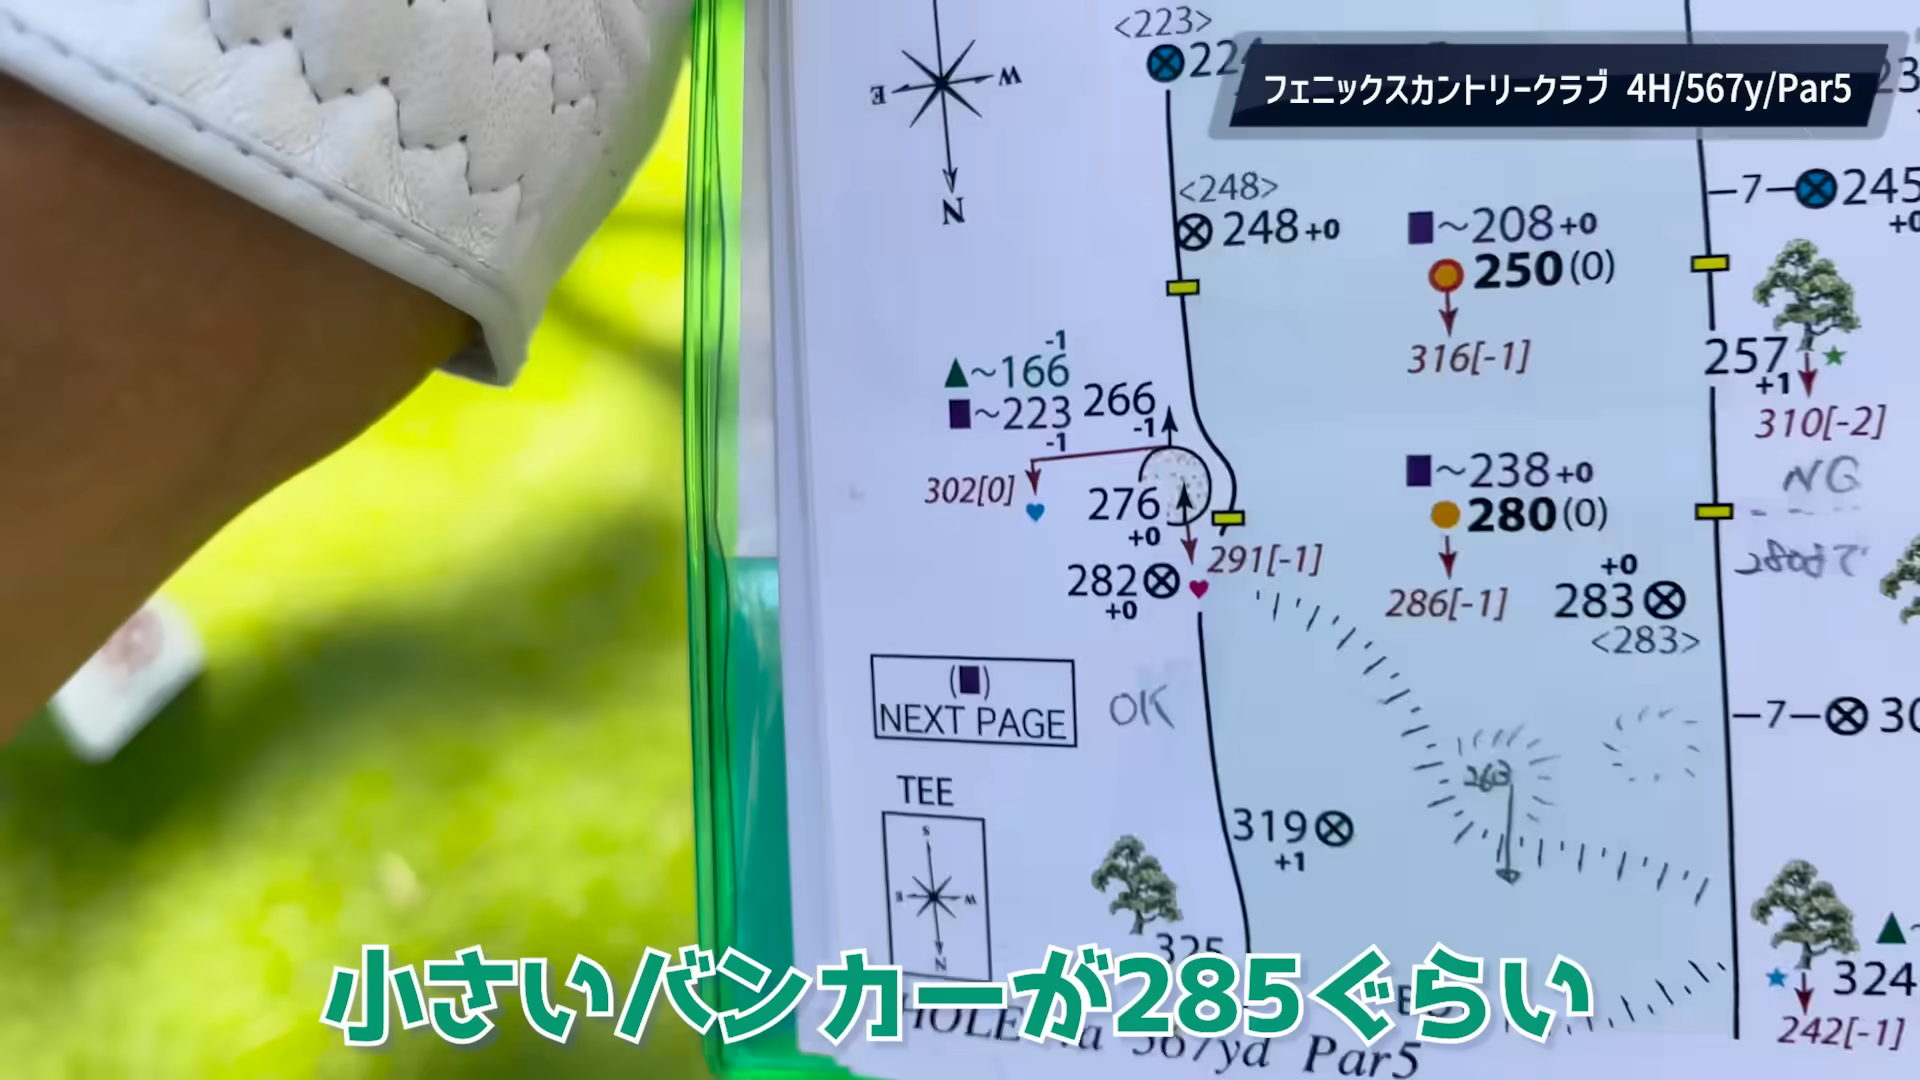 <223>
フェニックスカントリークラブ 4H/567y/Par5
W
E
N
<248>
248+0
~208+0
250(0)
316[-1]
-7-
245
+0
257
+1
310[-2]
NG
-1
~166
~223
-1
266
-1
302[0]
276
+0
291[-1]
282
+0
~238+0
280(0)
286[-1]
+0
283
<283>
(■)
NEXT PAGE
OK
-7-
263
TEE
S
E
W
N
319
+1
325
324
242[-1]
小さいバンカーが285ぐらい
HOLE
567yd Par5